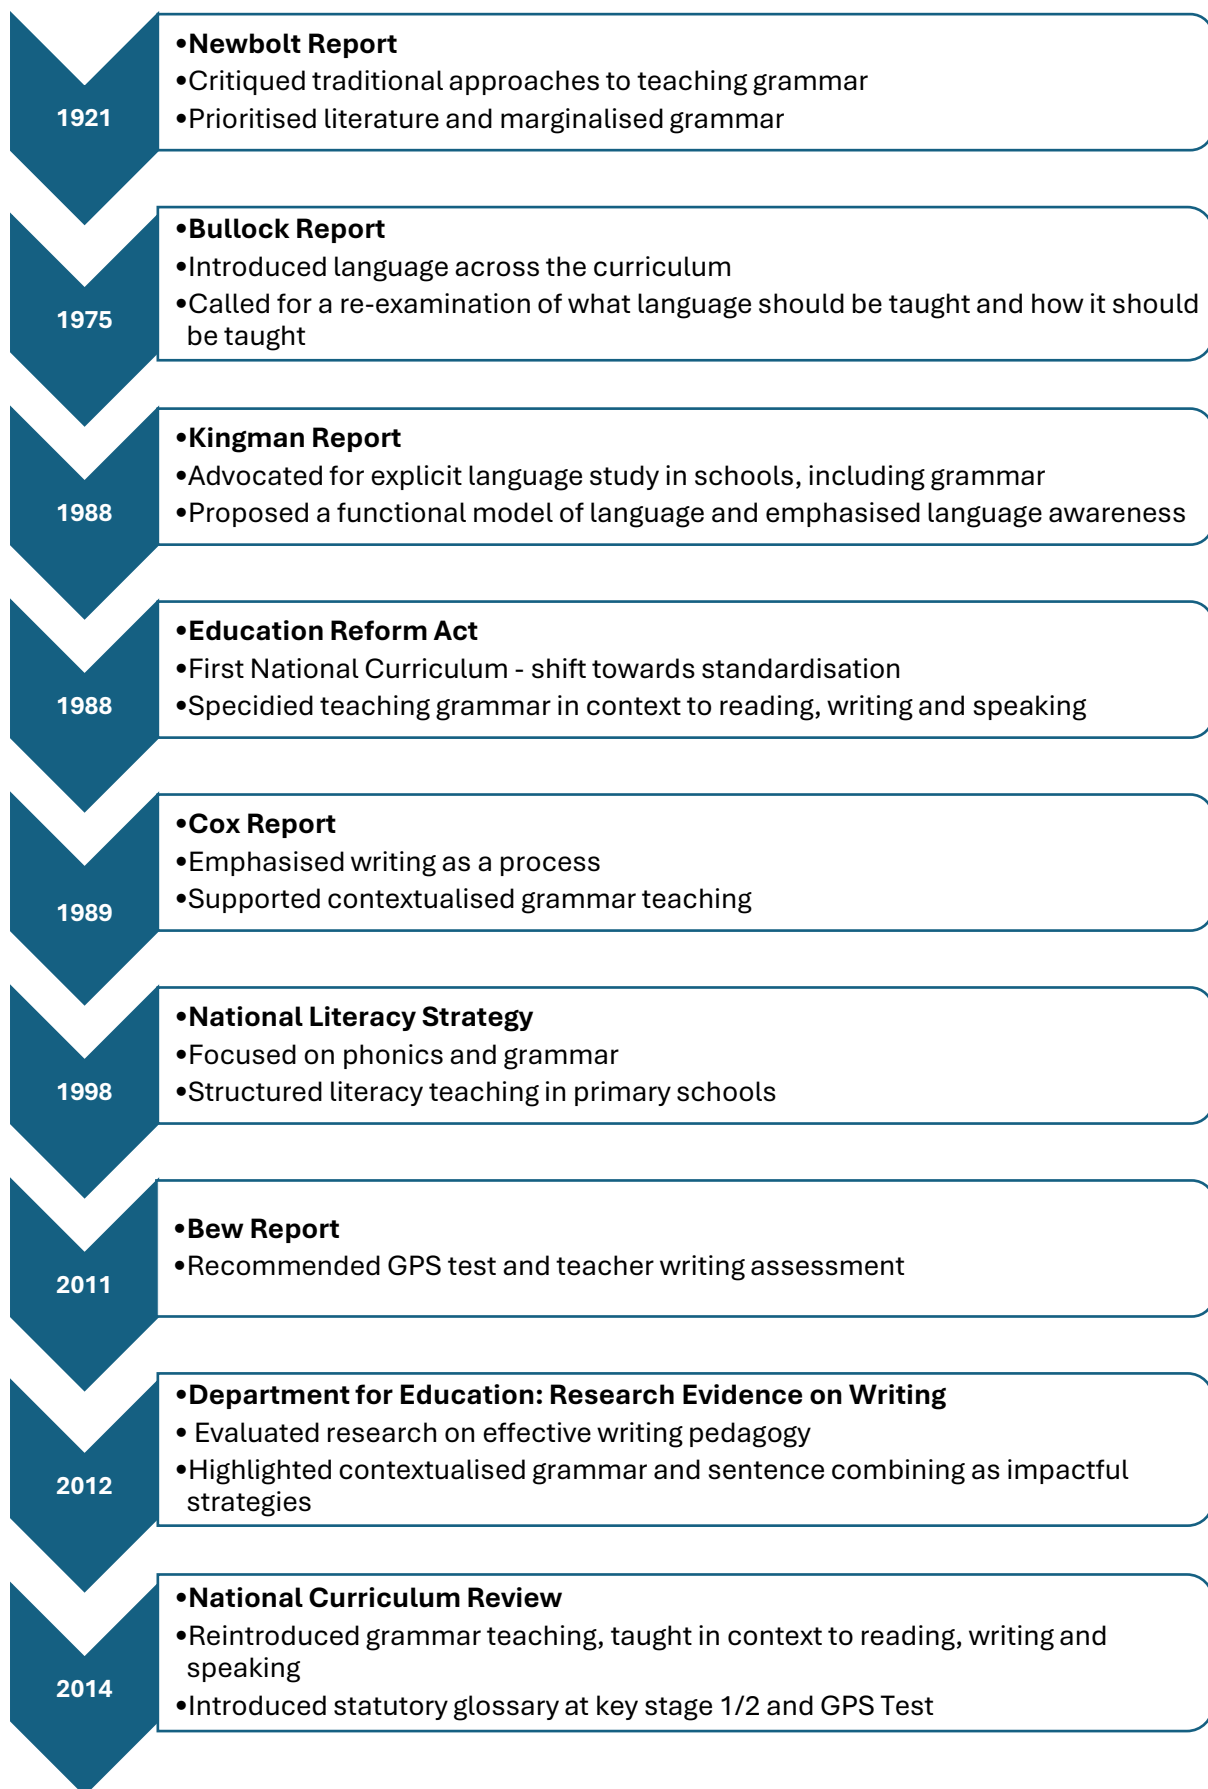 •Newbolt Report
•Critiqued traditional approaches to teaching grammar
•Prioritised literature and marginalised grammar
1921
•Bullock Report
•Introduced language across the curriculum
•Called for a re-examination of what language should be taught and how it should
be taught
1975
•Kingman Report
•Advocated for explicit language study in schools, including grammar
•Proposed a functional model of language and emphasised language awareness
1988
•Education Reform Act
•First National Curriculum - shift towards standardisation
•Specidied teaching grammar in context to reading, writing and speaking
1988
•Cox Report
•Emphasised writing as a process
•Supported contextualised grammar teaching
1989
•National Literacy Strategy
•Focused on phonics and grammar
•Structured literacy teaching in primary schools
1998
•Bew Report
•Recommended GPS test and teacher writing assessment
2011
•Department for Education: Research Evidence on Writing
• Evaluated research on effective writing pedagogy
•Highlighted contextualised grammar and sentence combining as impactful
strategies
2012
•National Curriculum Review
•Reintroduced grammar teaching, taught in context to reading, writing and
speaking
•Introduced statutory glossary at key stage 1/2 and GPS Test
2014